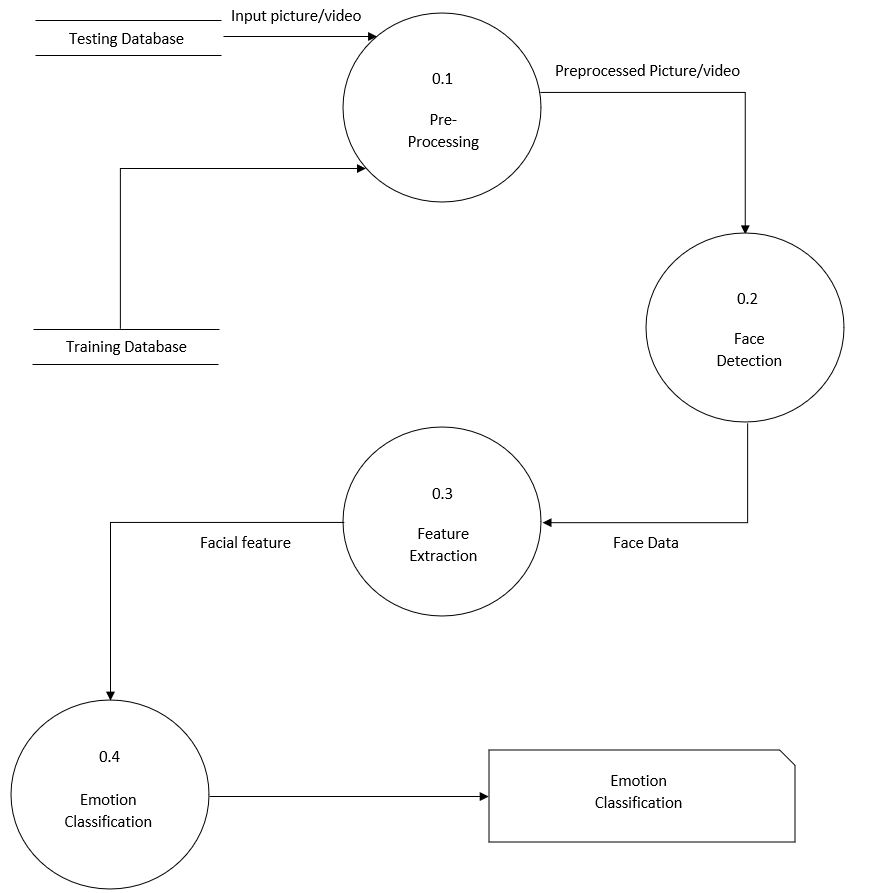 Input picture/video
Testing Database
0.1
Pre-
Processing
Preprocessed Picture/video
0.2
Face
Detection
Training Database
0.3
Feature
Extraction
Facial feature
Face Data
0.4
Emotion
Classification
Emotion
Classification